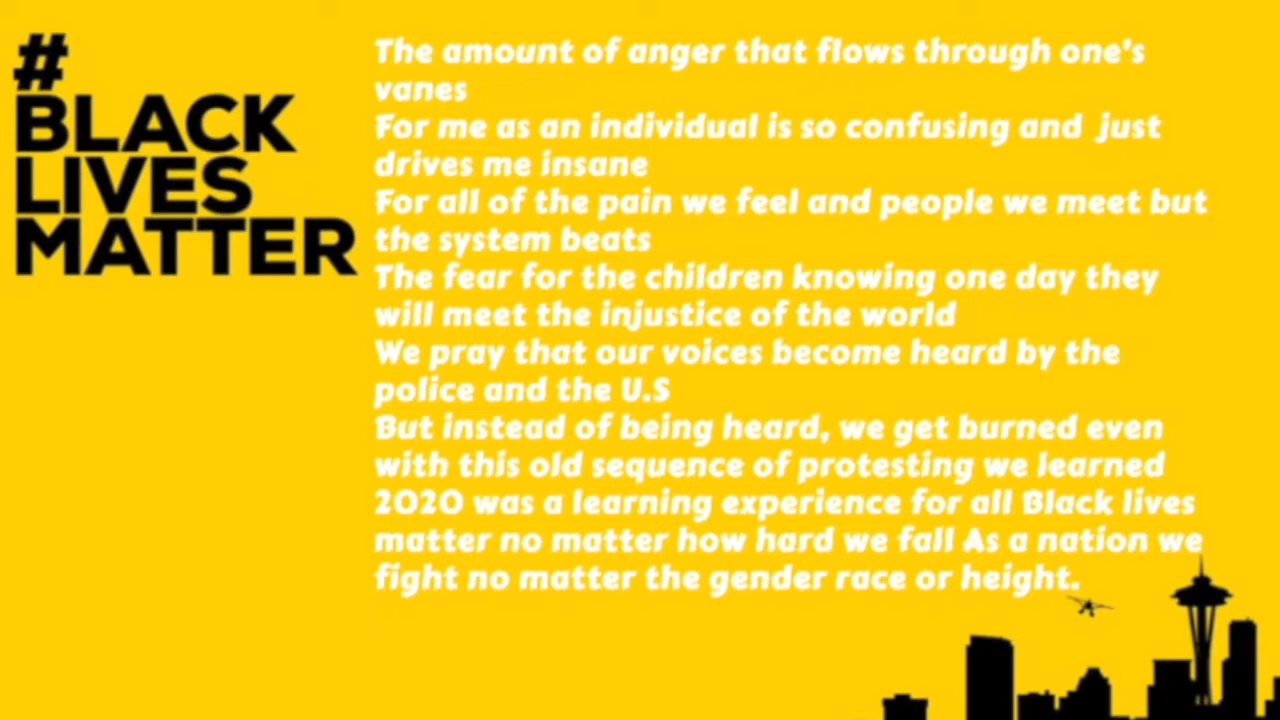 #
BLACK
LIVES
MATTER
The amount of anger that flows through one's
vanes
For me as an individual is so confusing and just
drives me insane
For all of the pain we feel and people we meet but
the system beats
The fear for the children knowing one day they
will meet the injustice of the world
We pray that our voices become heard by the
police and the U.S
But instead of being heard, we get burned even
with this old sequence of protesting we learned
2020 was a learning experience for all Black lives
matter no matter how hard we fall As a nation we
fight no matter the gender race or height.